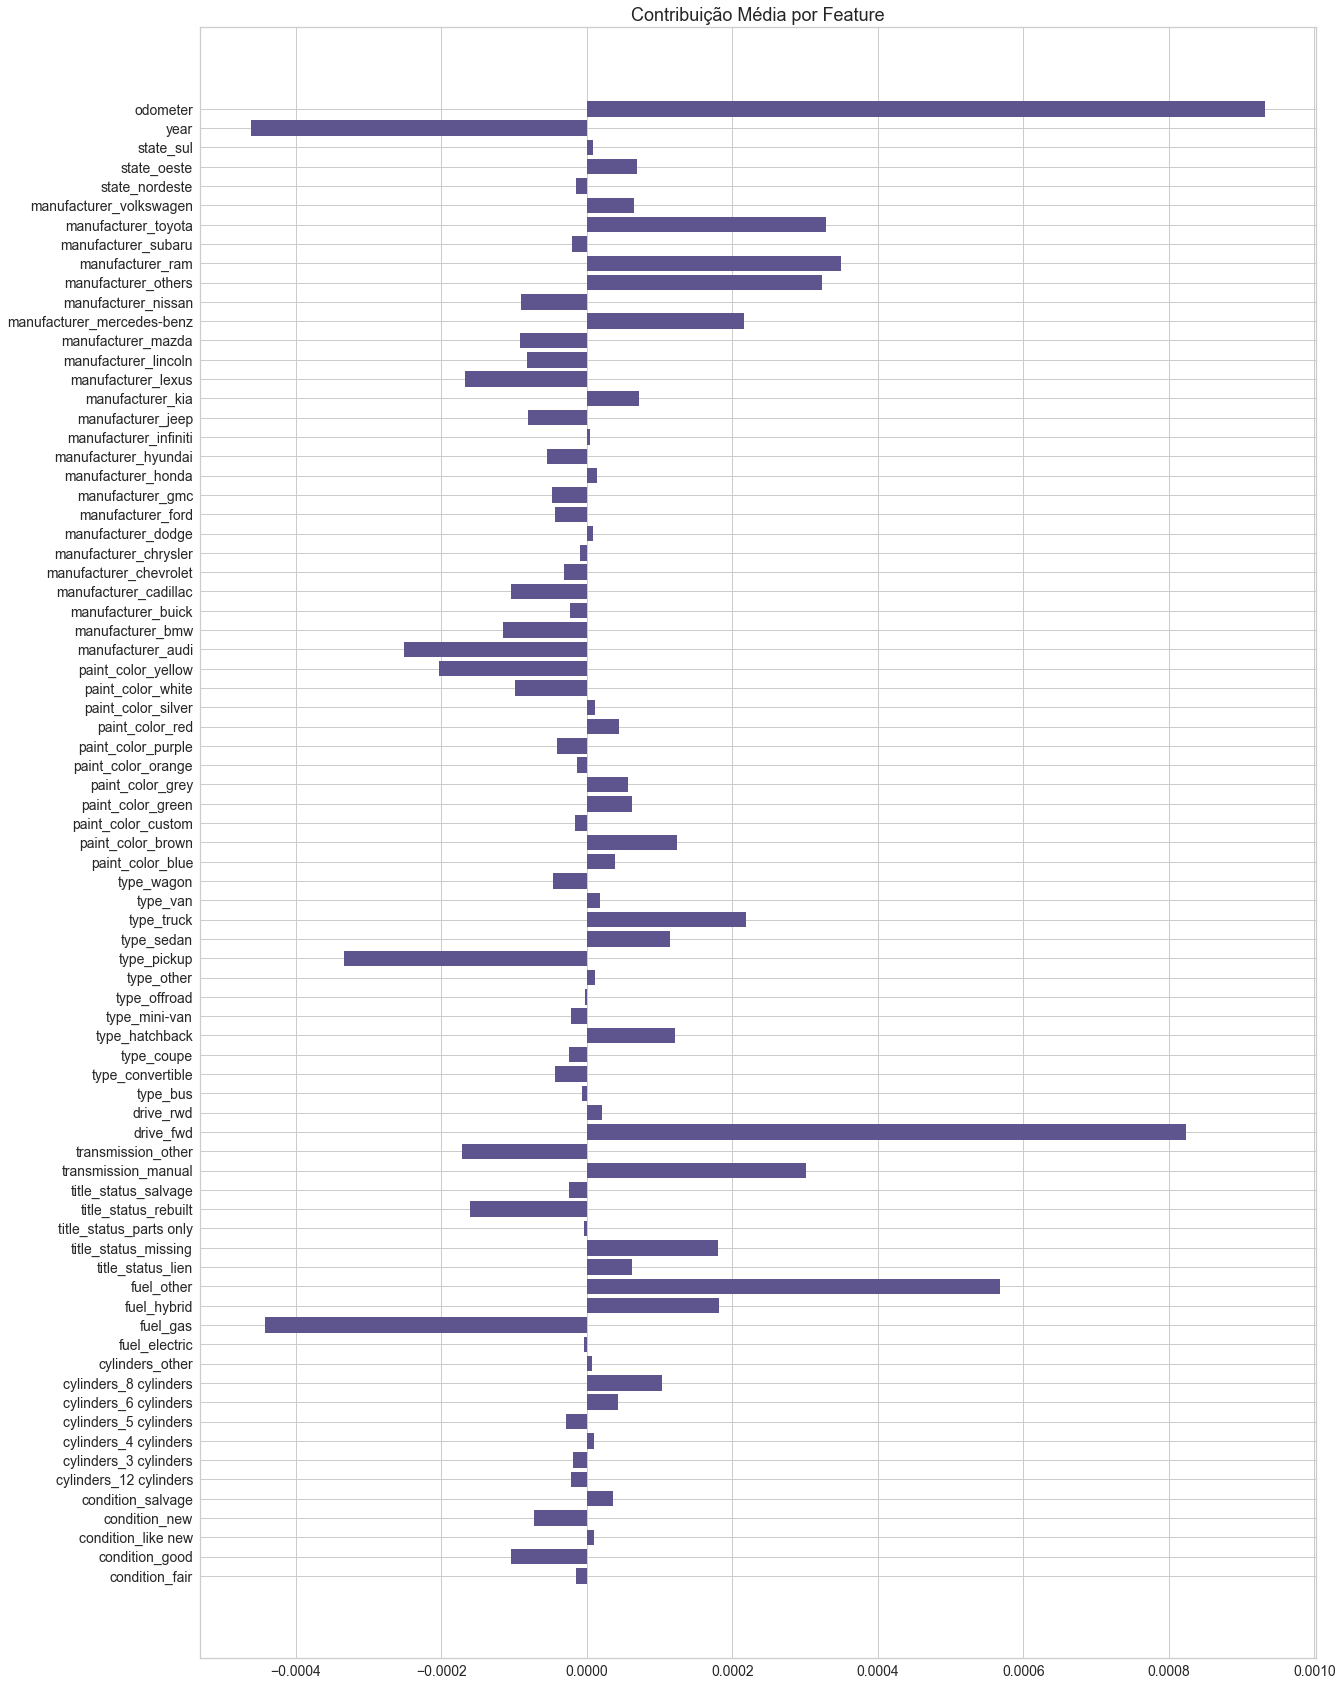 Contribuição Média por Feature
odometer
year
state_sul
state_oeste
state_nordeste
manufacturer_volkswagen
manufacturer_toyota
manufacturer_subaru
manufacturer_ram
manufacturer_others
manufacturer_nissan
manufacturer_mercedes-benz
manufacturer_mazda
manufacturer_lincoln
manufacturer_lexus
manufacturer_kia
manufacturer_jeep
manufacturer_infiniti
manufacturer_hyundai
manufacturer_honda
manufacturer_gmc
manufacturer_ford
manufacturer_dodge
manufacturer_chrysler
manufacturer_chevrolet
manufacturer_cadillac
manufacturer_buick
manufacturer_bmw
manufacturer_audi
paint_color_yellow
paint_color_white
paint_color_silver
paint_color_red
paint_color_purple
paint_color_orange
paint_color_grey
paint_color_green
paint_color_custom
paint_color_brown
paint_color_blue
type_wagon
type_van
type_truck
type_sedan
type_pickup
type_other
type_offroad
type_mini-van
type_hatchback
type_coupe
type_convertible
type_bus
drive_rwd
drive_fwd
transmission_other
transmission_manual
title_status_salvage
title_status_rebuilt
title_status_parts only
title_status_missing
title_status_lien
fuel_other
fuel_hybrid
fuel_gas
fuel_electric
cylinders_other
cylinders_8 cylinders
cylinders_6 cylinders
cylinders_5 cylinders
cylinders_4 cylinders
cylinders_3 cylinders
cylinders_12 cylinders
condition_salvage
condition_new
condition_like new
condition_good
condition_fair
−0.0004 −0.0002 0.0000 0.0002 0.0004 0.0006 0.0008 0.0010